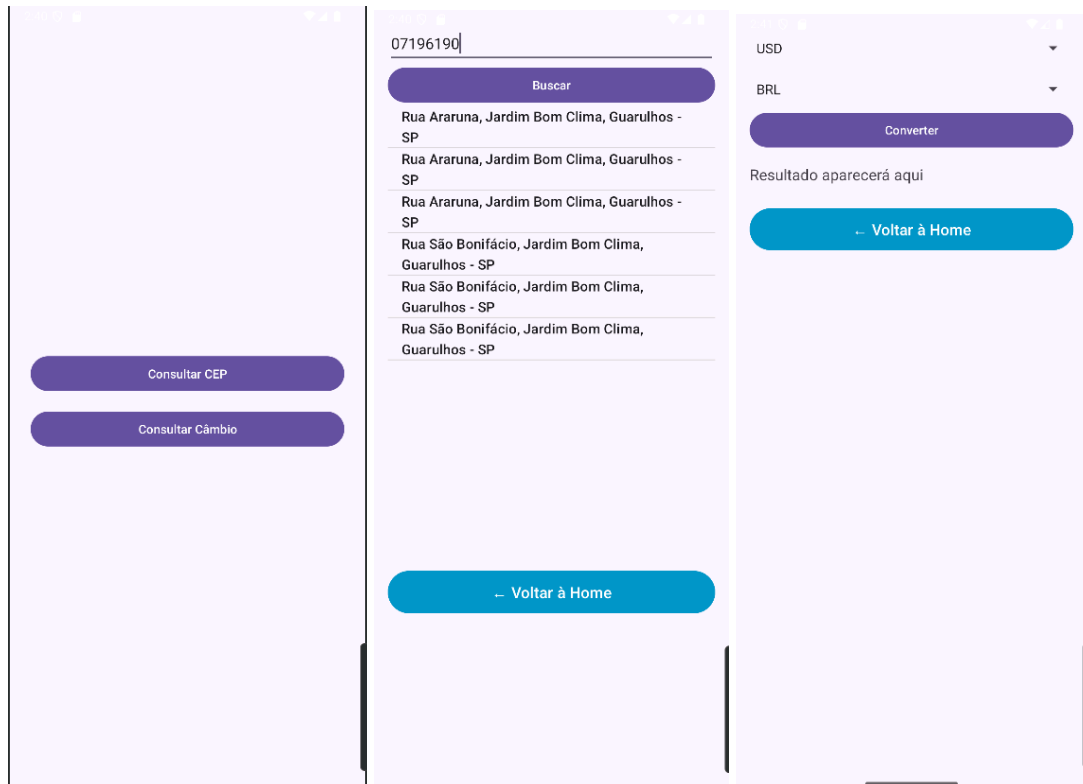 Consultar CEP
Consultar Câmbio
07196190
Buscar
Rua Araruna, Jardim Bom Clima, Guarulhos -
SP
Rua Araruna, Jardim Bom Clima, Guarulhos -
SP
Rua Araruna, Jardim Bom Clima, Guarulhos -
SP
Rua São Bonifácio, Jardim Bom Clima,
Guarulhos - SP
Rua São Bonifácio, Jardim Bom Clima,
Guarulhos - SP
Rua São Bonifácio, Jardim Bom Clima,
Guarulhos - SP
← Voltar à Home
USD
BRL
Converter
Resultado aparecerá aqui
← Voltar à Home